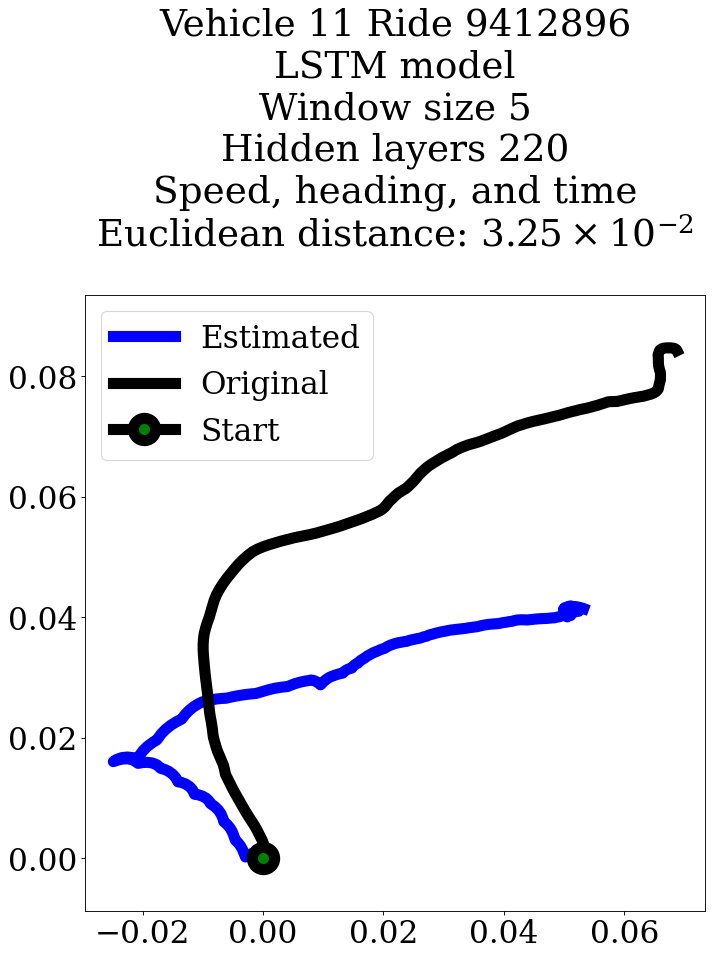 Vehicle 11 Ride 9412896
LSTM model
Window size 5
Hidden layers 220
Speed, heading, and time
Euclidean distance: 3.25 × 10⁻²
Estimated
Original
Start
0.08
0.06
0.04
0.02
0.00
−0.02 0.00 0.02 0.04 0.06